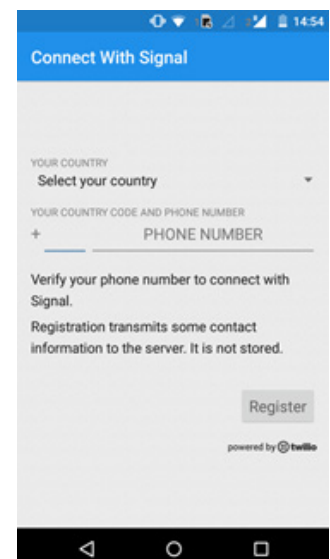 14:54
Connect With Signal
YOUR COUNTRY
Select your country
YOUR COUNTRY CODE AND PHONE NUMBER
+ PHONE NUMBER
Verify your phone number to connect with
Signal.
Registration transmits some contact
information to the server. It is not stored.
Register
powered by twilio